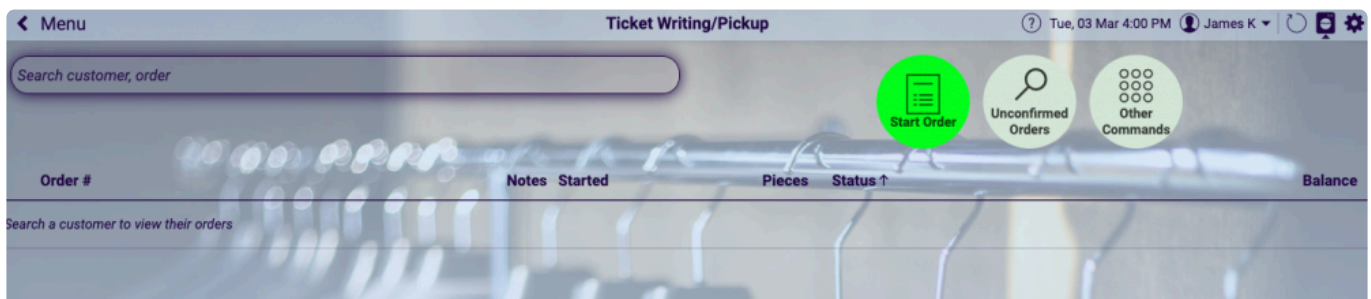 Menu
Ticket Writing/Pickup
? Tue, 03 Mar 4:00 PM James K
Search customer, order
Start Order
Unconfirmed
Orders
Other
Commands
Order # Notes Started Pieces Status↑ Balance
Search a customer to view their orders